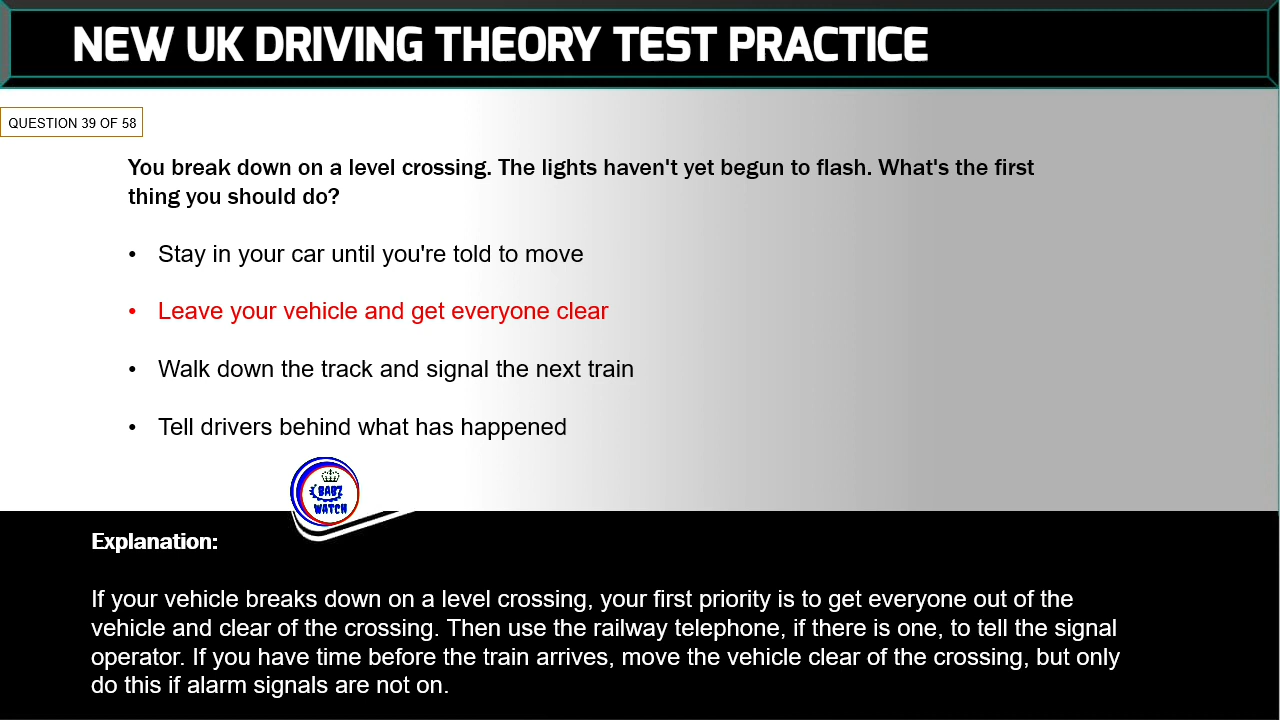 NEW UK DRIVING THEORY TEST PRACTICE
QUESTION 39 OF 58
You break down on a level crossing. The lights haven't yet begun to flash. What's the first
thing you should do?
• Stay in your car until you're told to move
• Leave your vehicle and get everyone clear
• Walk down the track and signal the next train
• Tell drivers behind what has happened
BABZ
WATCH
Explanation:
If your vehicle breaks down on a level crossing, your first priority is to get everyone out of the
vehicle and clear of the crossing. Then use the railway telephone, if there is one, to tell the signal
operator. If you have time before the train arrives, move the vehicle clear of the crossing, but only
do this if alarm signals are not on.